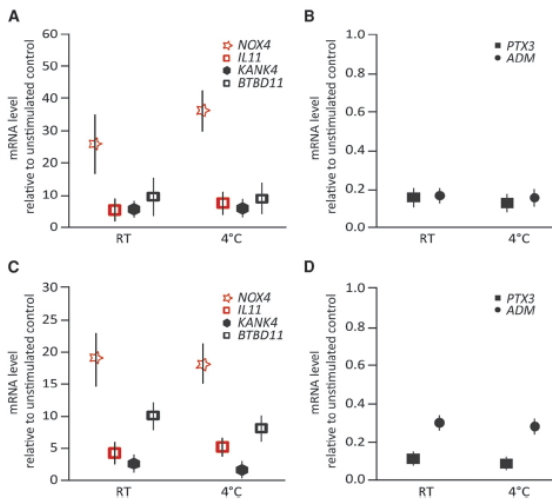 A
mRNA level
relative to unstimulated control
60
50
40
30
20
10
0
NOX4
IL11
KANK4
BTBD11
RT
4°C
B
mRNA level
relative to unstimulated control
1.0
0.8
0.6
0.4
0.2
0
PTX3
ADM
RT
4°C
C
mRNA level
relative to unstimulated control
30
25
20
15
10
5
0
NOX4
IL11
KANK4
BTBD11
RT
4°C
D
mRNA level
relative to unstimulated control
1.0
0.8
0.6
0.4
0.2
0
PTX3
ADM
RT
4°C